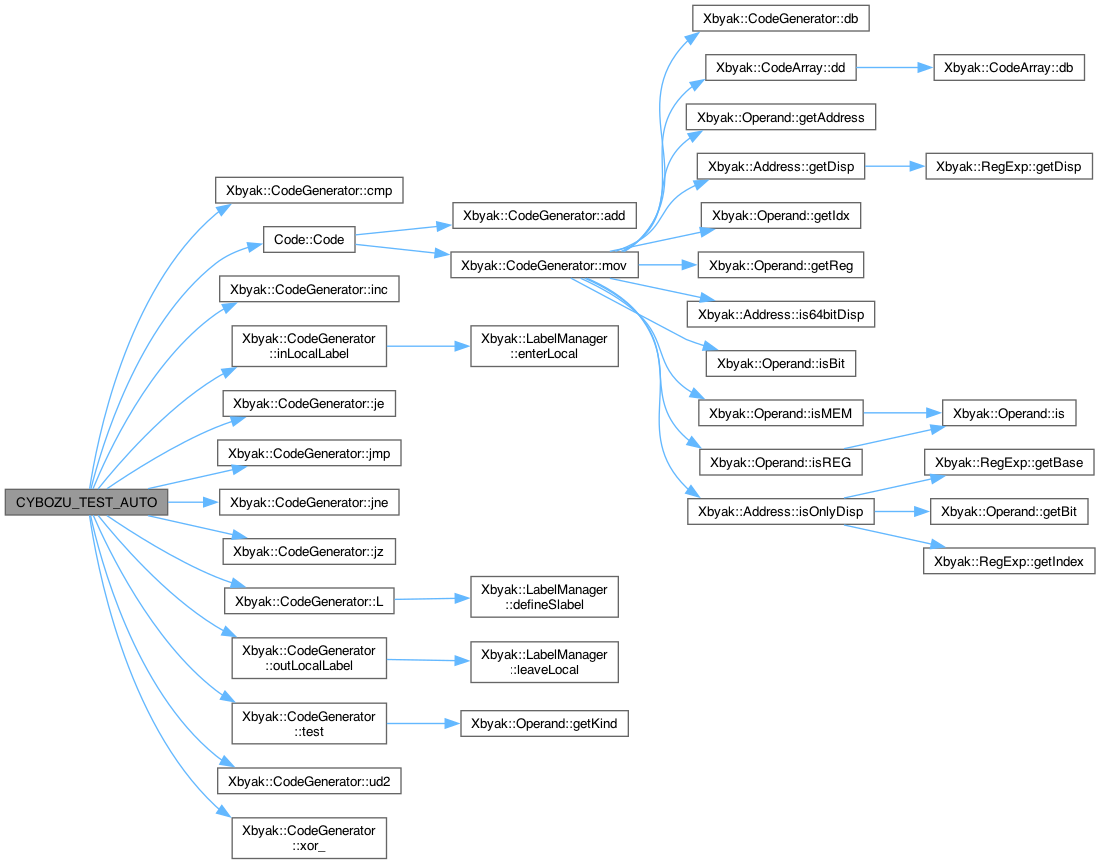 Xbyak::CodeGenerator::db
Xbyak::CodeArray::dd
Xbyak::CodeArray::db
Xbyak::Operand::getAddress
Xbyak::Address::getDisp
Xbyak::RegExp::getDisp
Xbyak::CodeGenerator::cmp
Xbyak::CodeGenerator::add
Xbyak::Operand::getIdx
Code::Code
Xbyak::CodeGenerator::mov
Xbyak::Operand::getReg
Xbyak::CodeGenerator::inc
Xbyak::Address::is64bitDisp
Xbyak::CodeGenerator
::inLocalLabel
Xbyak::LabelManager
::enterLocal
Xbyak::Operand::isBit
Xbyak::CodeGenerator::je
Xbyak::Operand::isMEM
Xbyak::Operand::is
Xbyak::CodeGenerator::jmp
Xbyak::Operand::isREG
Xbyak::RegExp::getBase
CYBOZU_TEST_AUTO
Xbyak::CodeGenerator::jne
Xbyak::Address::isOnlyDisp
Xbyak::Operand::getBit
Xbyak::CodeGenerator::jz
Xbyak::RegExp::getIndex
Xbyak::CodeGenerator::L
Xbyak::LabelManager
::defineSlabel
Xbyak::CodeGenerator
::outLocalLabel
Xbyak::LabelManager
::leaveLocal
Xbyak::CodeGenerator
::test
Xbyak::Operand::getKind
Xbyak::CodeGenerator::ud2
Xbyak::CodeGenerator
::xor_